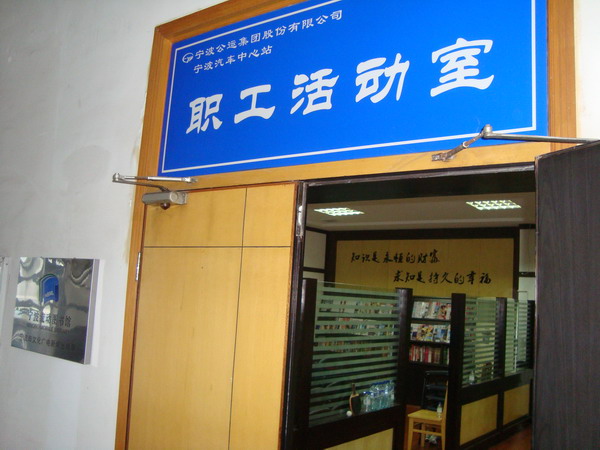 宁波公运集团股份有限公司
宁波汽车中心站
职工活动室
知识是永恒的财富
求知是持久的幸福